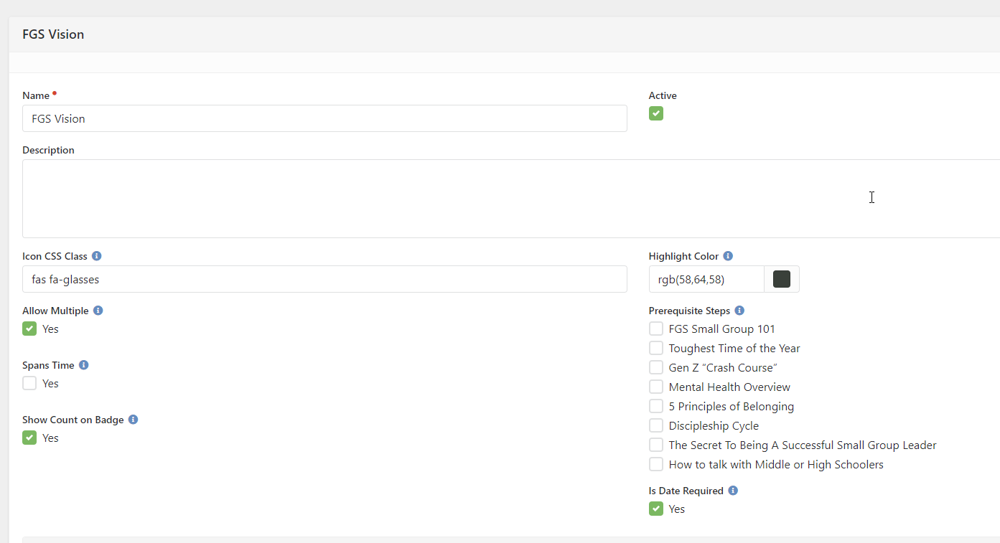 FGS Vision
Name
Active
FGS Vision
Description
Icon CSS Class
Highlight Color
fas fa-glasses
rgb(58,64,58)
Allow Multiple
Prerequisite Steps
Yes
FGS Small Group 101
Toughest Time of the Year
Spans Time
Gen Z “Crash Course”
Yes
Mental Health Overview
5 Principles of Belonging
Show Count on Badge
Discipleship Cycle
Yes
The Secret To Being A Successful Small Group Leader
How to talk with Middle or High Schoolers
Is Date Required
Yes